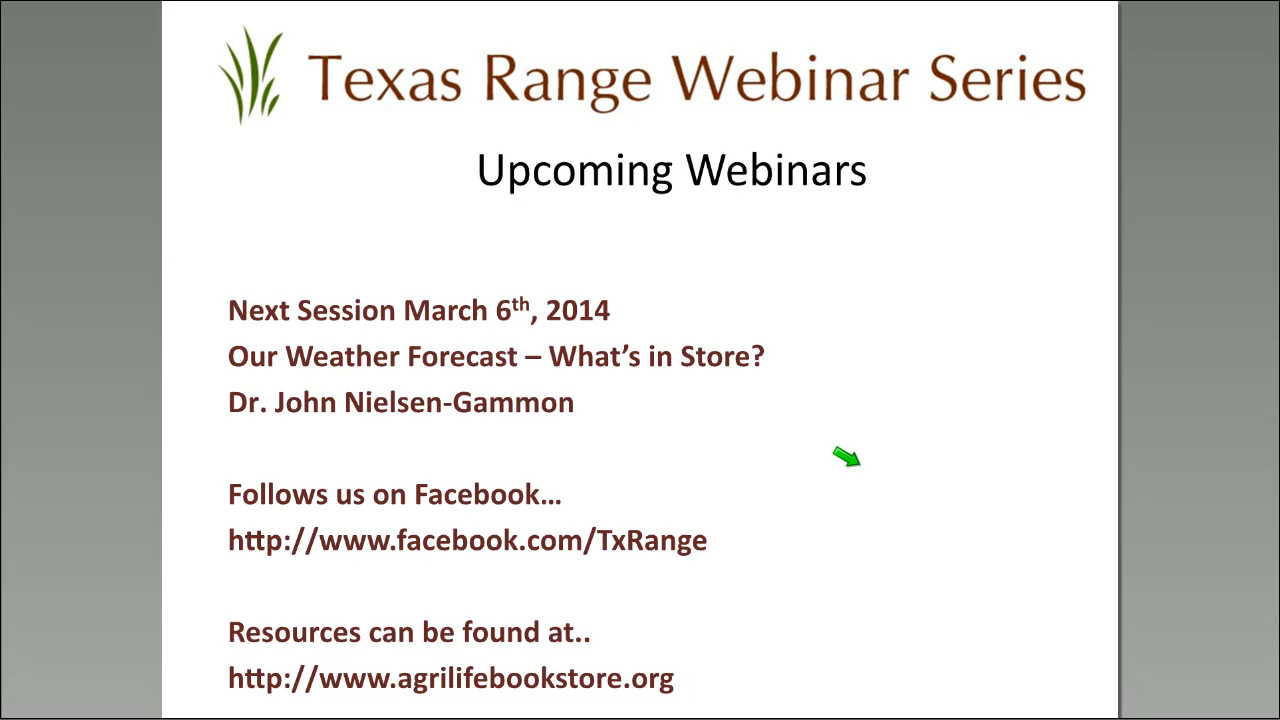 Texas Range Webinar Series
Upcoming Webinars
Next Session March 6th, 2014
Our Weather Forecast – What's in Store?
Dr. John Nielsen-Gammon
Follows us on Facebook…
http://www.facebook.com/TxRange
Resources can be found at..
http://www.agrilifebookstore.org